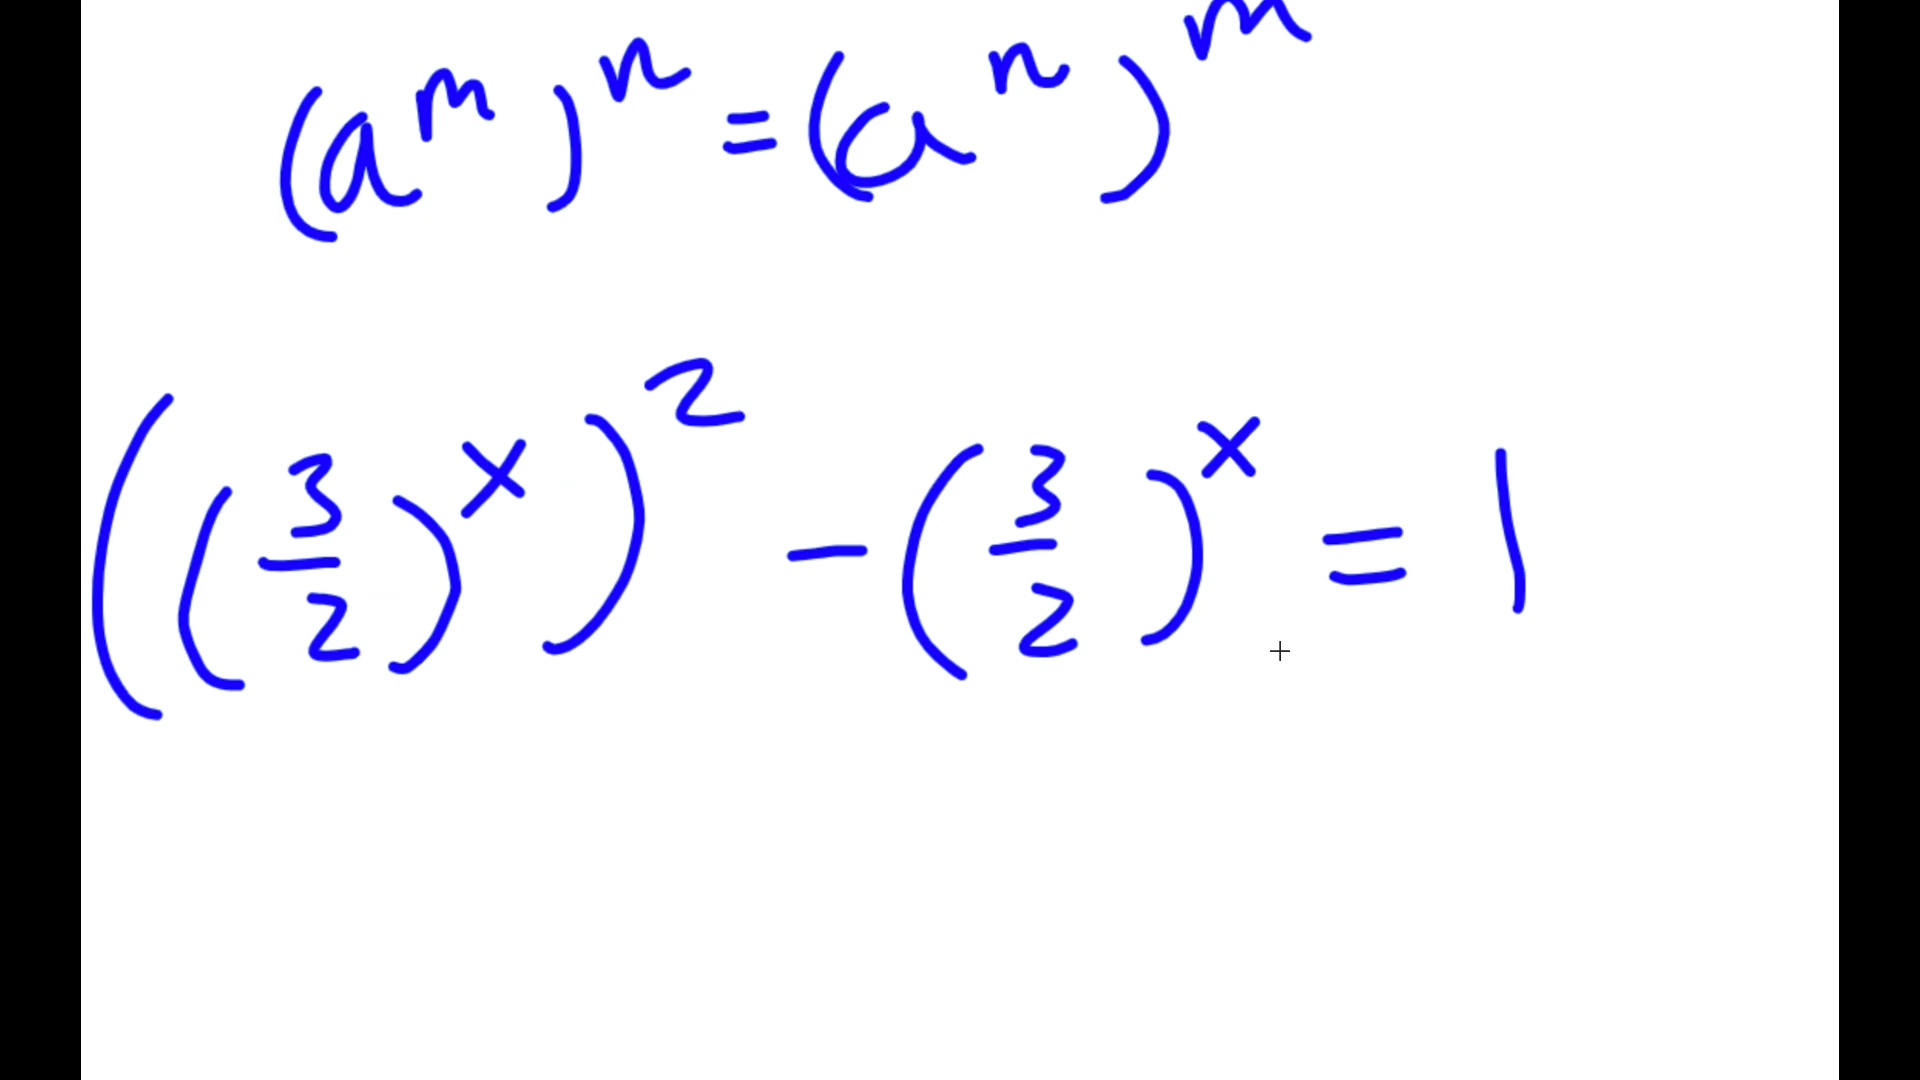 (a^m)^n = (a^n)^m
((3/2)^x)^2 - (3/2)^x = 1